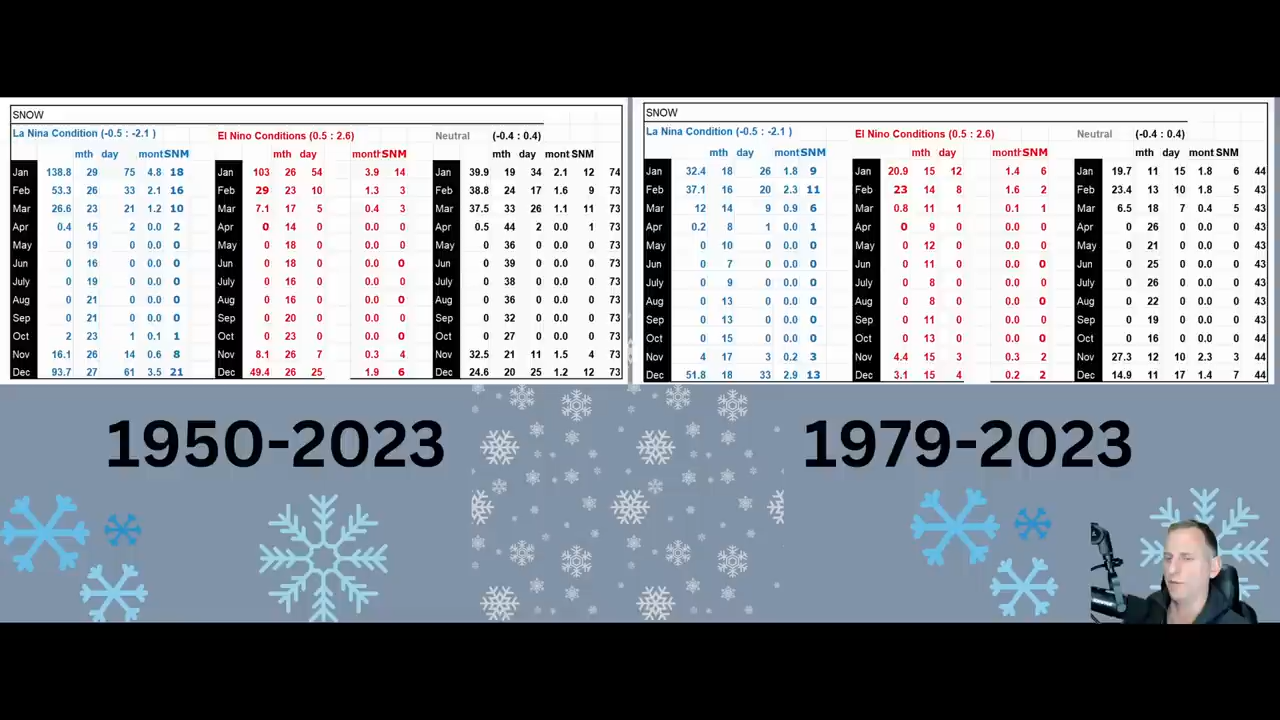 SNOW
La Nina Condition (-0.5 : -2.1 ) El Nino Conditions (0.5 : 2.6) Neutral (-0.4 : 0.4)
mth day mont SNM mth day month SNM mth day mont SNM
Jan 138.8 29 75 4.8 18 Jan 103 26 54 3.9 14 Jan 39.9 19 34 2.1 12 74
Feb 53.3 26 33 2.1 16 Feb 29 23 10 1.3 3 Feb 38.8 24 17 1.6 9 73
Mar 26.6 23 21 1.2 10 Mar 7.1 17 5 0.4 3 Mar 37.5 33 26 1.1 11 73
Apr 0.4 15 2 0.0 2 Apr 0 14 0 0.0 0 Apr 0.5 44 2 0.0 1 73
May 0 19 0 0.0 0 May 0 18 0 0.0 0 May 0 36 0 0.0 0 73
Jun 0 16 0 0.0 0 Jun 0 18 0 0.0 0 Jun 0 39 0 0.0 0 73
July 0 19 0 0.0 0 July 0 18 0 0.0 0 July 0 38 0 0.0 0 73
Aug 0 21 0 0.0 0 Aug 0 16 0 0.0 0 Aug 0 36 0 0.0 0 73
Sep 0 21 0 0.0 0 Sep 0 20 0 0.0 0 Sep 0 32 0 0.0 0 73
Oct 2 23 1 0.1 1 Oct 0 23 0 0.0 0 Oct 0 27 0 0.0 0 73
Nov 16.1 26 14 0.6 8 Nov 8.1 26 7 0.3 4 Nov 32.5 21 11 1.5 4 73
Dec 93.7 27 61 3.5 21 Dec 49.4 26 25 1.9 6 Dec 24.6 20 25 1.2 12 73
1950-2023
SNOW
La Nina Condition (-0.5 : -2.1 ) El Nino Conditions (0.5 : 2.6) Neutral (-0.4 : 0.4)
mth day mont SNM mth day month SNM mth day mont SNM
Jan 32.4 18 26 1.8 9 Jan 20.9 15 12 1.4 6 Jan 19.7 11 15 1.8 6 44
Feb 37.1 16 20 2.3 11 Feb 23 14 8 1.6 2 Feb 23.4 13 10 1.8 5 43
Mar 12 14 9 0.9 6 Mar 0.8 11 1 0.1 1 Mar 6.5 18 7 0.4 5 43
Apr 0.2 8 1 0.0 1 Apr 0 9 0 0.0 0 Apr 0 26 0 0.0 0 43
May 0 10 0 0.0 0 May 0 12 0 0.0 0 May 0 21 0 0.0 0 43
Jun 0 7 0 0.0 0 Jun 0 11 0 0.0 0 Jun 0 25 0 0.0 0 43
July 0 9 0 0.0 0 July 0 8 0 0.0 0 July 0 26 0 0.0 0 43
Aug 0 13 0 0.0 0 Aug 0 8 0 0.0 0 Aug 0 22 0 0.0 0 43
Sep 0 13 0 0.0 0 Sep 0 11 0 0.0 0 Sep 0 19 0 0.0 0 43
Oct 0 15 0 0.0 0 Oct 0 13 0 0.0 0 Oct 0 16 0 0.0 0 44
Nov 4 17 3 0.2 3 Nov 4.4 15 3 0.3 2 Nov 27.3 12 10 2.3 3 44
Dec 51.8 18 33 2.9 13 Dec 3.1 15 4 0.2 2 Dec 14.9 11 17 1.4 7 44
1979-2023